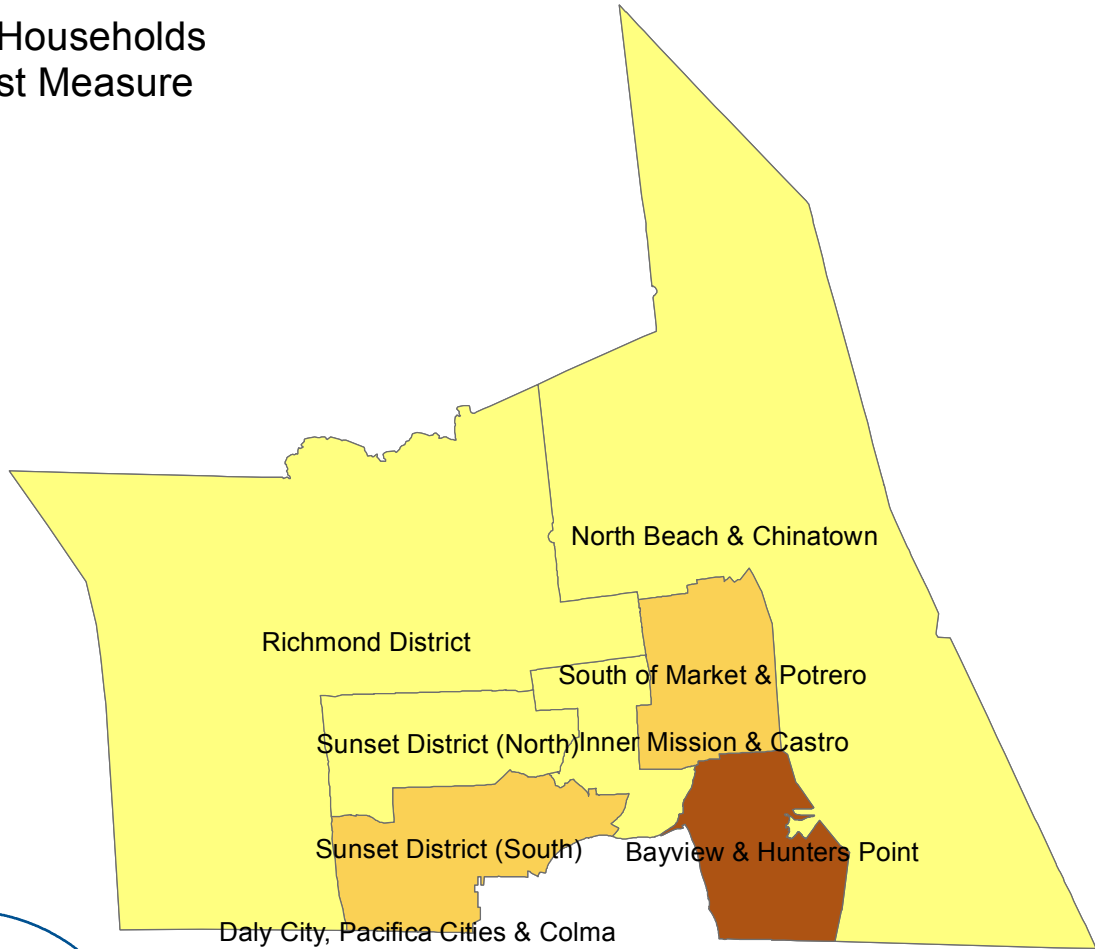 Households
st Measure
North Beach & Chinatown
Richmond District
South of Market & Potrero
Sunset District (North)
Inner Mission & Castro
Sunset District (South)
Bayview & Hunters Point
Daly City, Pacifica Cities & Colma